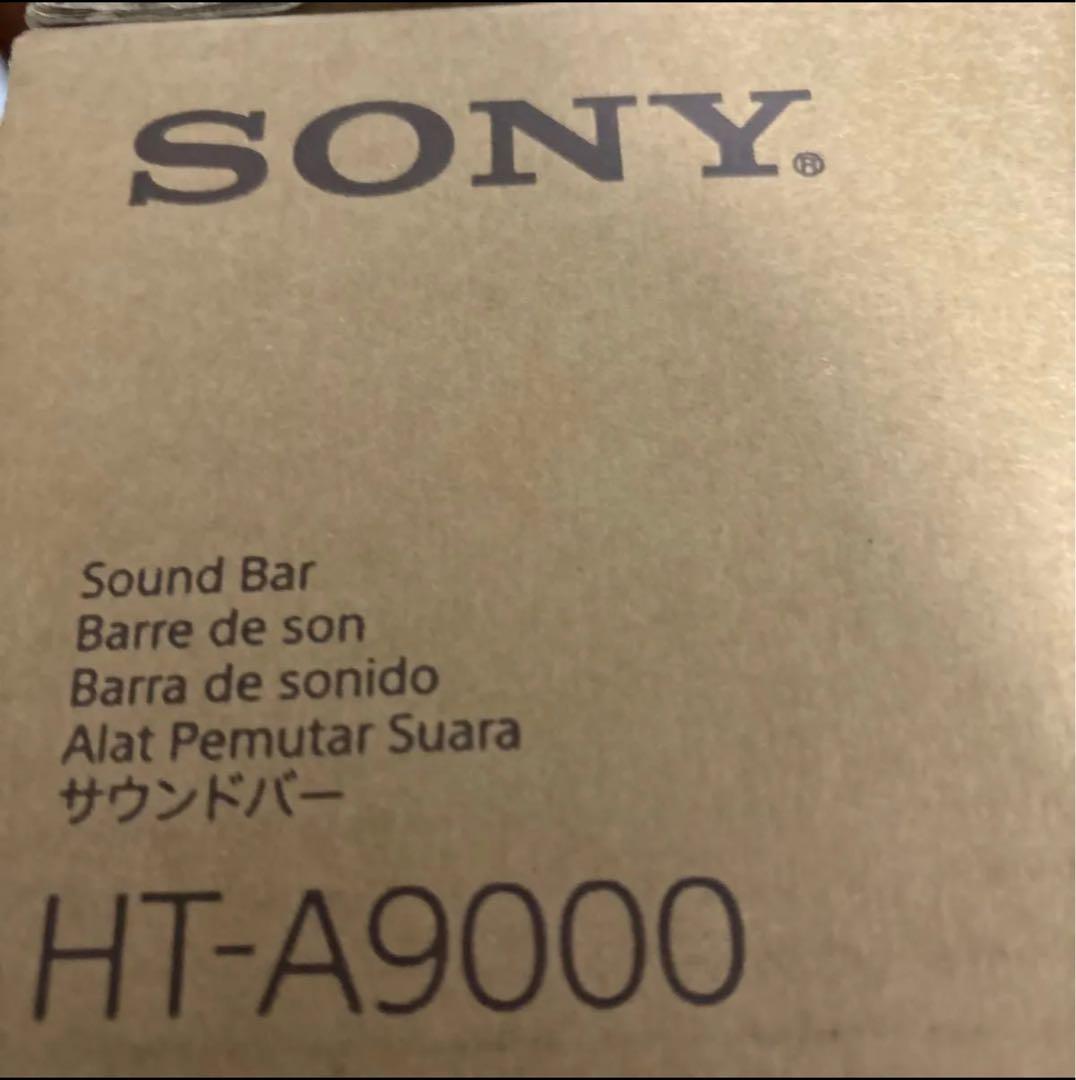 SONY®
Sound Bar
Barre de son
Barra de sonido
Alat Pemutar Suara
サウンドバー
HT-A9000